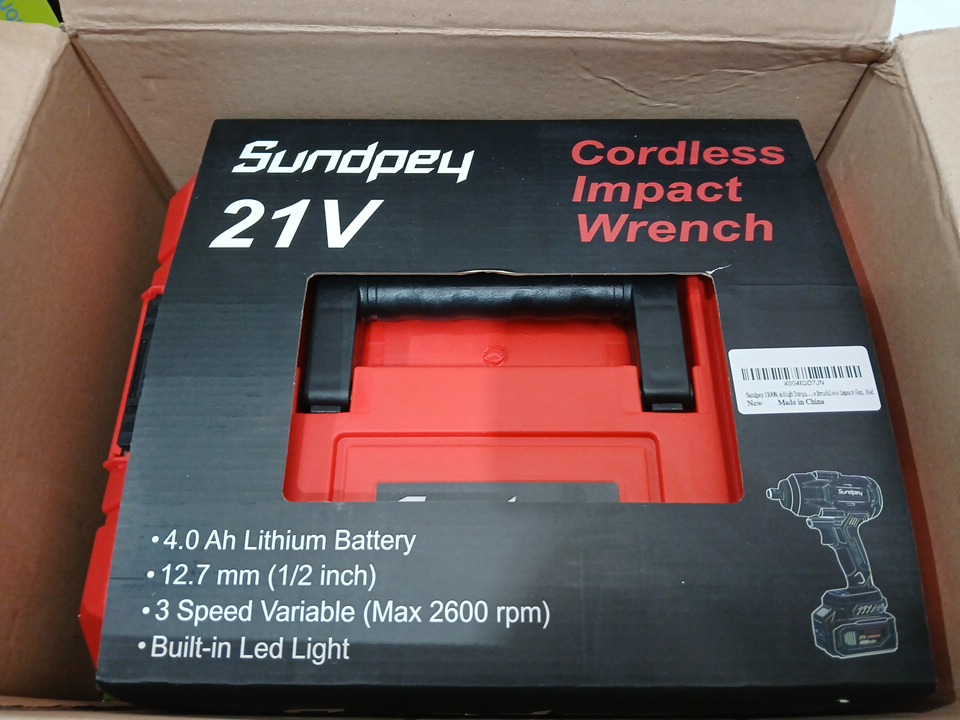 Sundpey
21V
Cordless
Impact
Wrench
X0041QO7JN
New Made in China
Sundpey
• 4.0 Ah Lithium Battery
• 12.7 mm (1/2 inch)
• 3 Speed Variable (Max 2600 rpm)
• Built-in Led Light